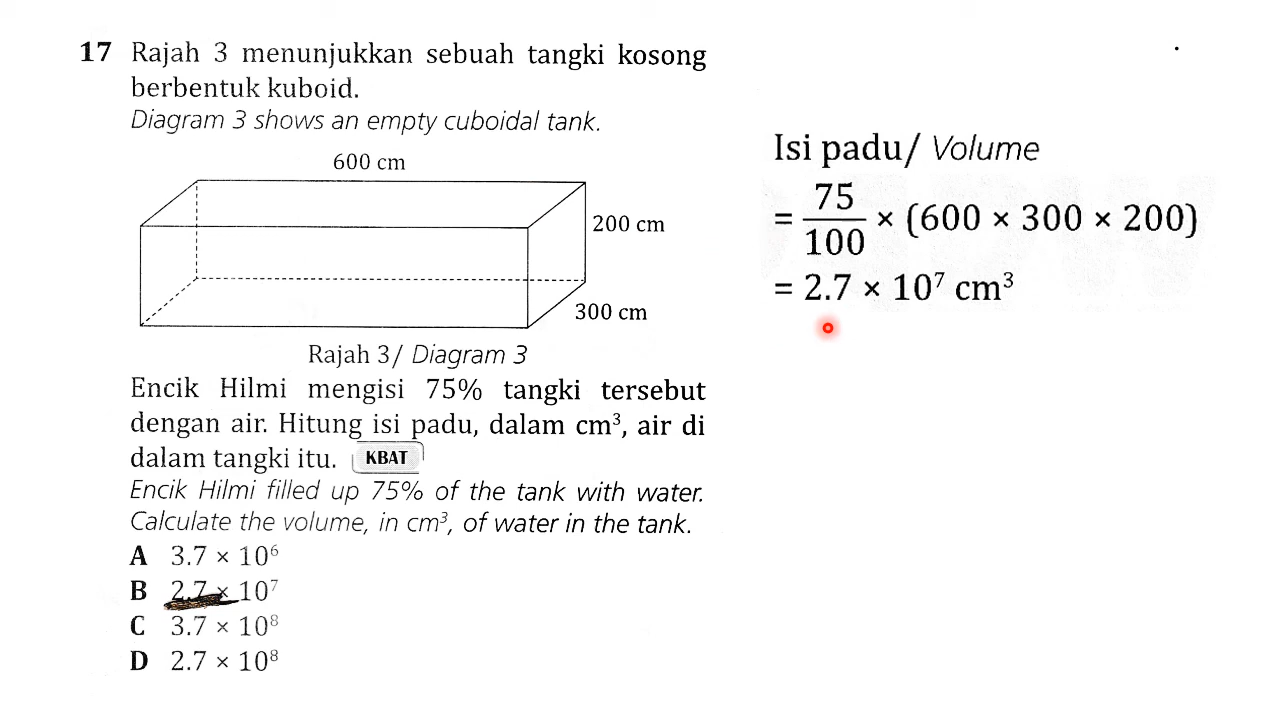 17 Rajah 3 menunjukkan sebuah tangki kosong
berbentuk kuboid.
Diagram 3 shows an empty cuboidal tank.
600 cm
200 cm
300 cm
Rajah 3/ Diagram 3
Encik Hilmi mengisi 75% tangki tersebut
dengan air. Hitung isi padu, dalam cm³, air di
dalam tangki itu. KBAT
Encik Hilmi filled up 75% of the tank with water.
Calculate the volume, in cm³, of water in the tank.
A 3.7 × 10⁶
B 2.7 × 10⁷
C 3.7 × 10⁸
D 2.7 × 10⁸
Isi padu/ Volume
= 75/100 × (600 × 300 × 200)
= 2.7 × 10⁷ cm³